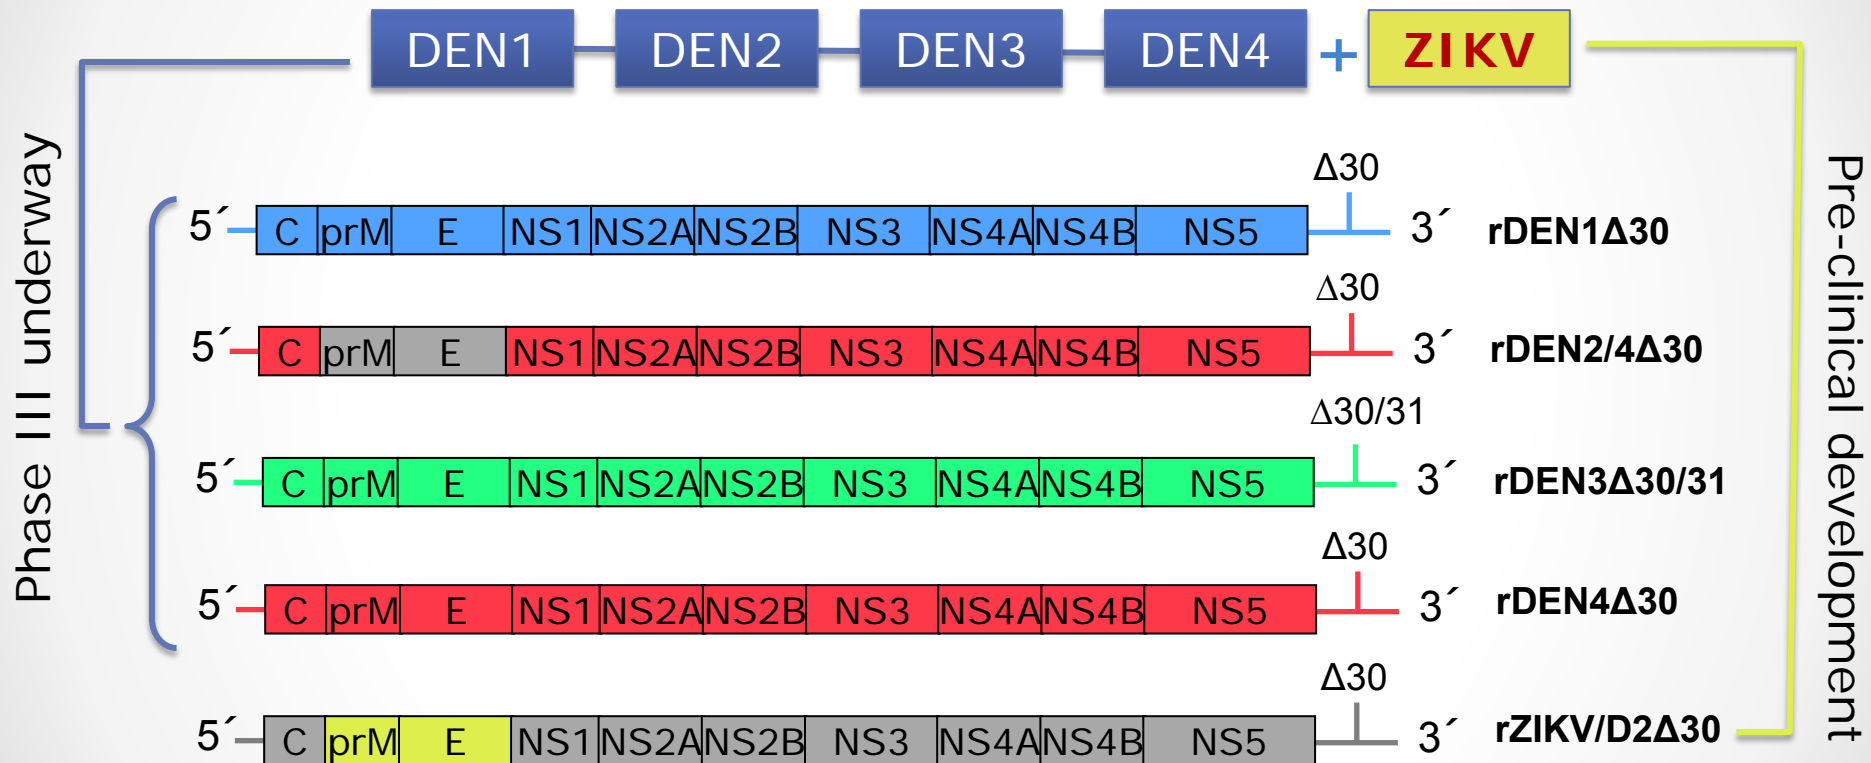 DEN1 DEN2 DEN3 DEN4 + ZIKV
Phase III underway
Pre-clinical development
Δ30
5´ C prM E NS1 NS2A NS2B NS3 NS4A NS4B NS5 3´ rDEN1Δ30
Δ30
5´ C prM E NS1 NS2A NS2B NS3 NS4A NS4B NS5 3´ rDEN2/4Δ30
Δ30/31
5´ C prM E NS1 NS2A NS2B NS3 NS4A NS4B NS5 3´ rDEN3Δ30/31
Δ30
5´ C prM E NS1 NS2A NS2B NS3 NS4A NS4B NS5 3´ rDEN4Δ30
Δ30
5´ C prM E NS1 NS2A NS2B NS3 NS4A NS4B NS5 3´ rZIKV/D2Δ30